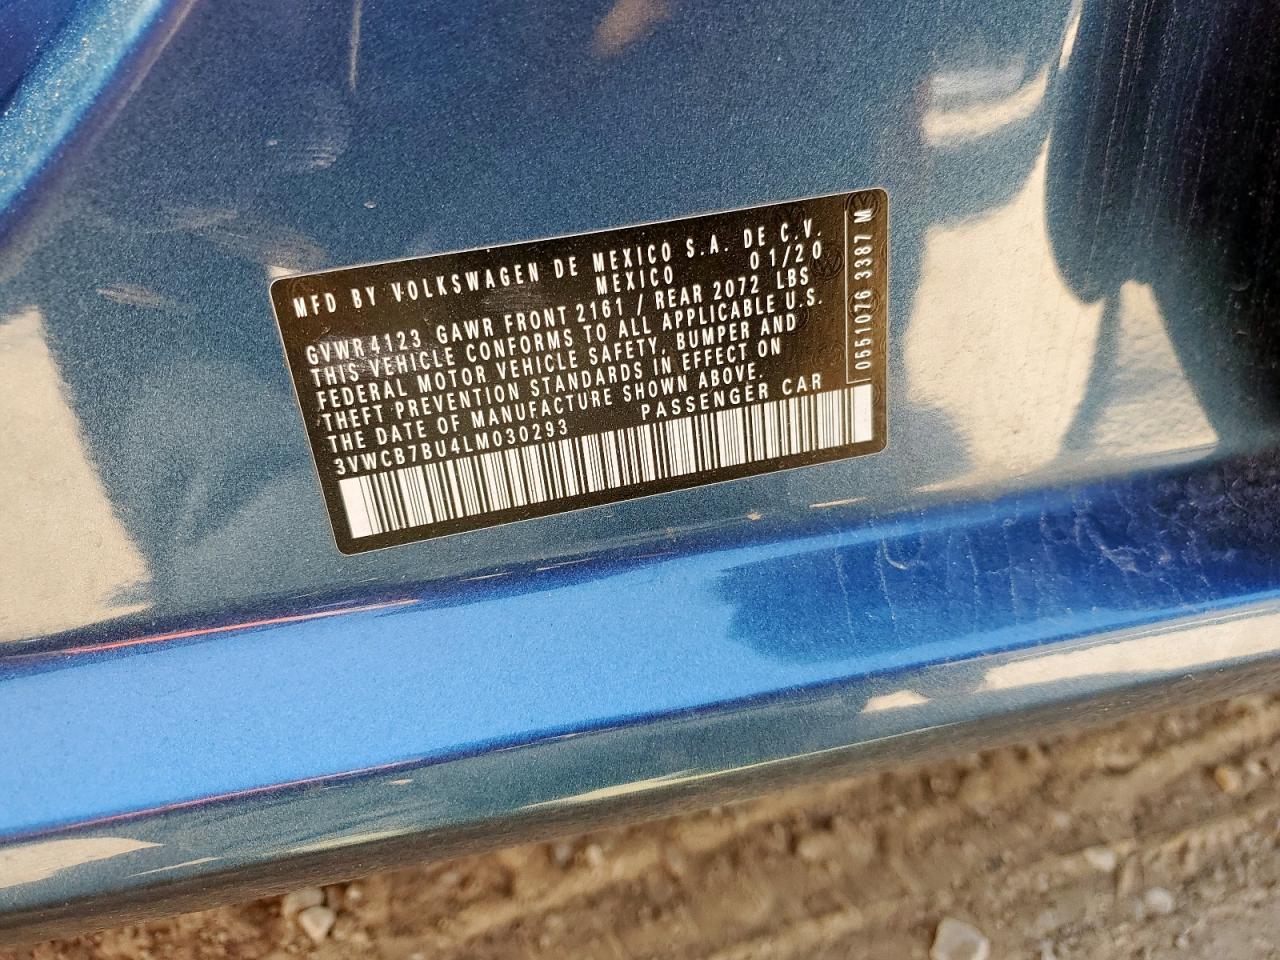 MFD BY VOLKSWAGEN DE MEXICO S.A. DE C.V.
MEXICO 01/20
GVWR 4123 GAWR FRONT 2161 / REAR 2072 LBS
THIS VEHICLE CONFORMS TO ALL APPLICABLE U.S.
FEDERAL MOTOR VEHICLE SAFETY, BUMPER AND
THEFT PREVENTION STANDARDS IN EFFECT ON
THE DATE OF MANUFACTURE SHOWN ABOVE.
3VWCB7BU4LM030293 PASSENGER CAR
0661076 3387 M